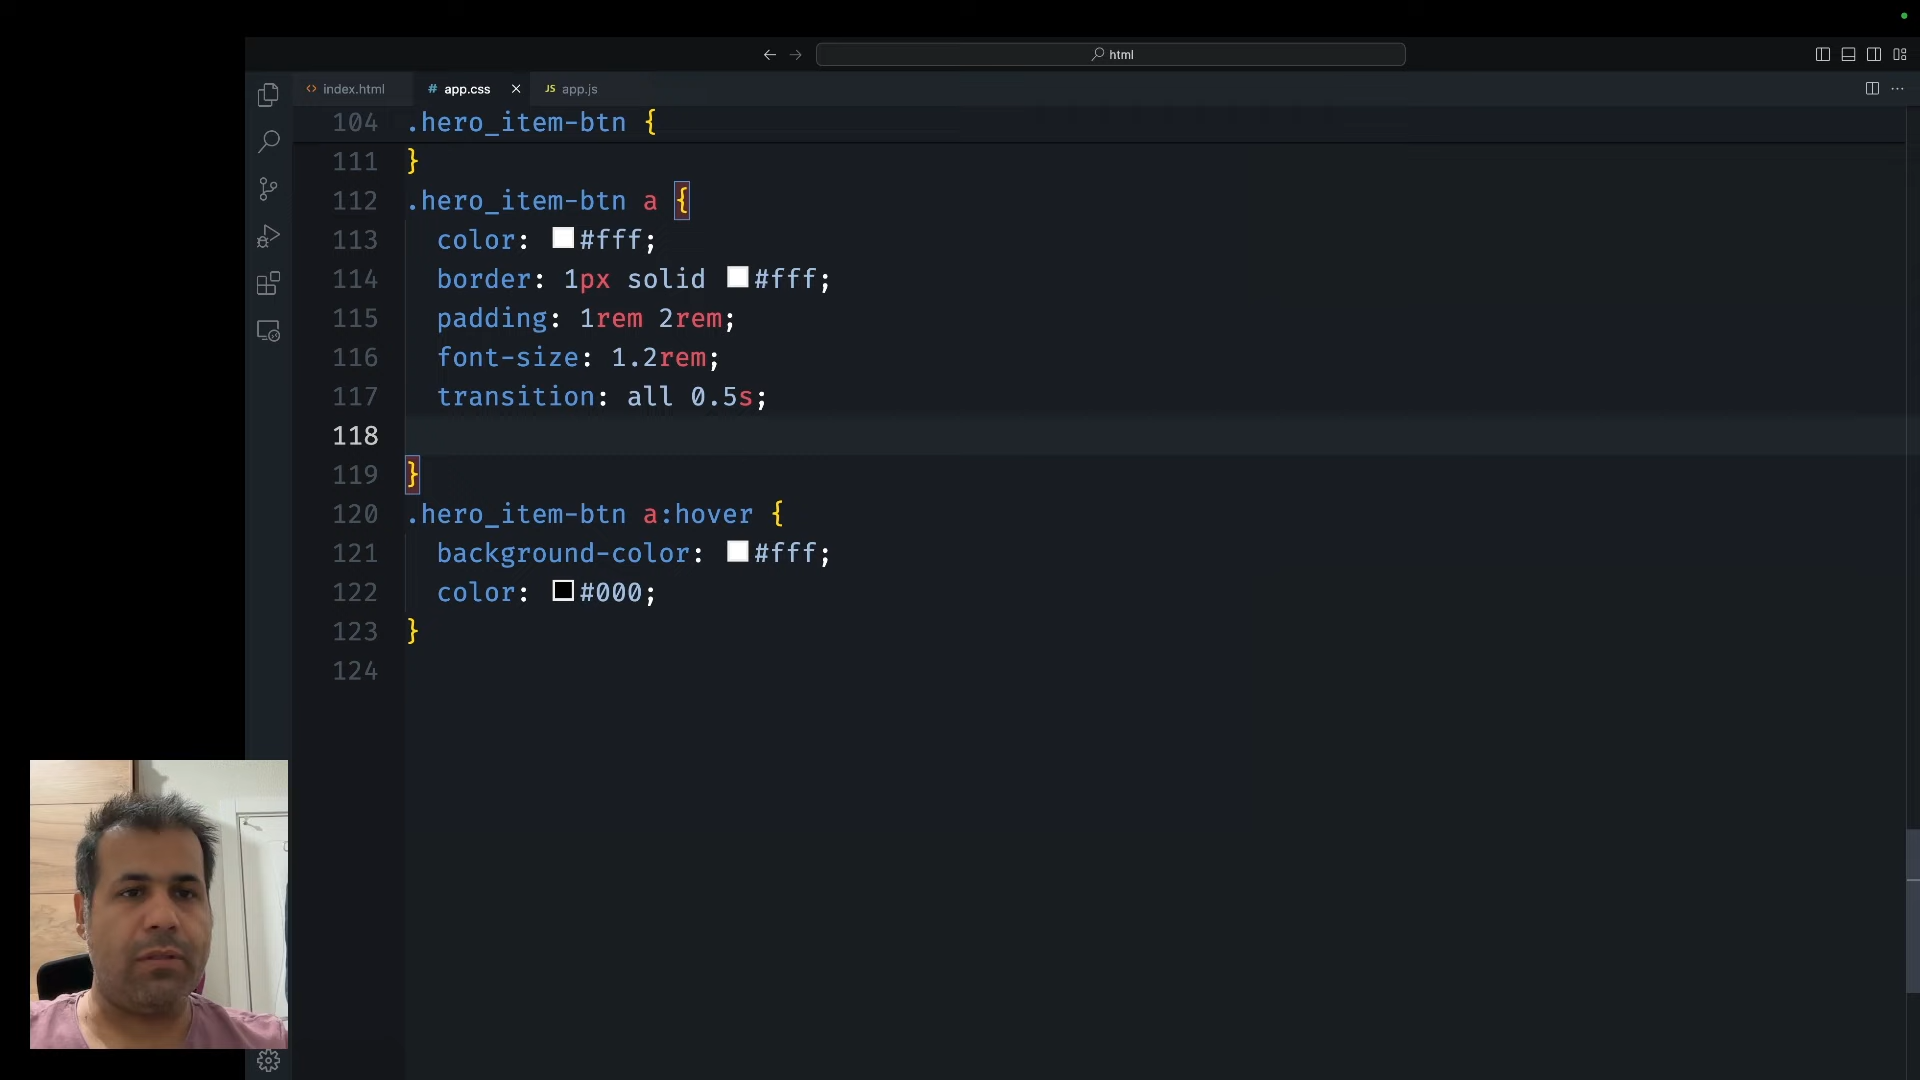 html
index.html
# app.css
JS app.js
104 .hero_item-btn {
111 }
112 .hero_item-btn a {
113 color: #fff;
114 border: 1px solid #fff;
115 padding: 1rem 2rem;
116 font-size: 1.2rem;
117 transition: all 0.5s;
118
119 }
120 .hero_item-btn a:hover {
121 background-color: #fff;
122 color: #000;
123 }
124